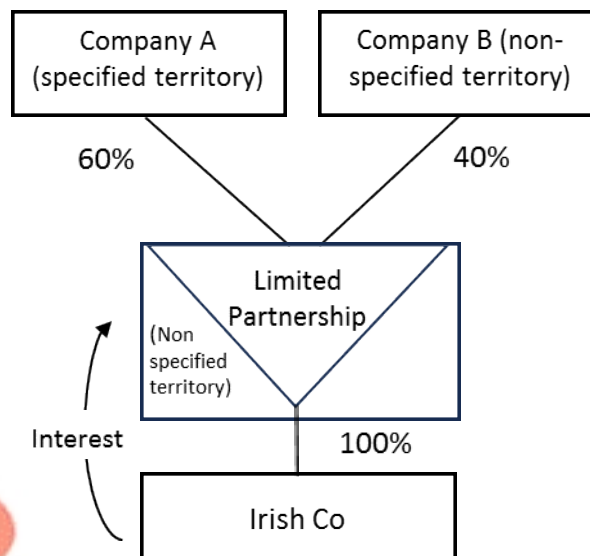 Company A
(specified territory)
Company B (non-
specified territory)
60%
40%
Limited
Partnership
(Non
specified
territory)
Interest
100%
Irish Co